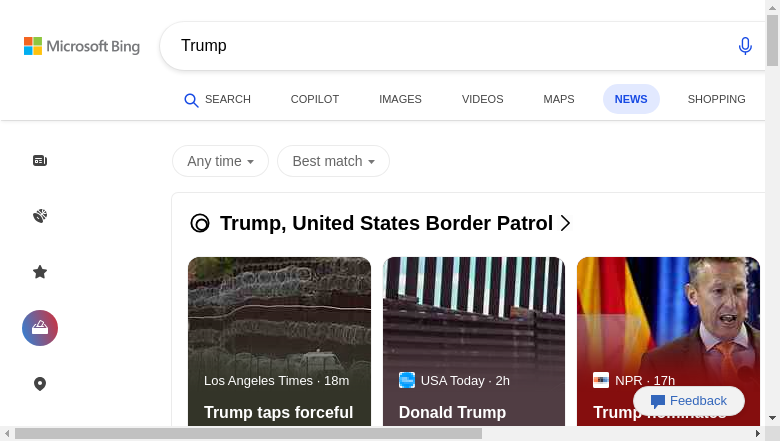 Microsoft Bing
Trump
SEARCH
COPILOT
IMAGES
VIDEOS
MAPS
NEWS
SHOPPING
Any time
Best match
Trump, United States Border Patrol
Los Angeles Times · 18m
Trump taps forceful
USA Today · 2h
Donald Trump
NPR · 17h
Trump nominates
Feedback